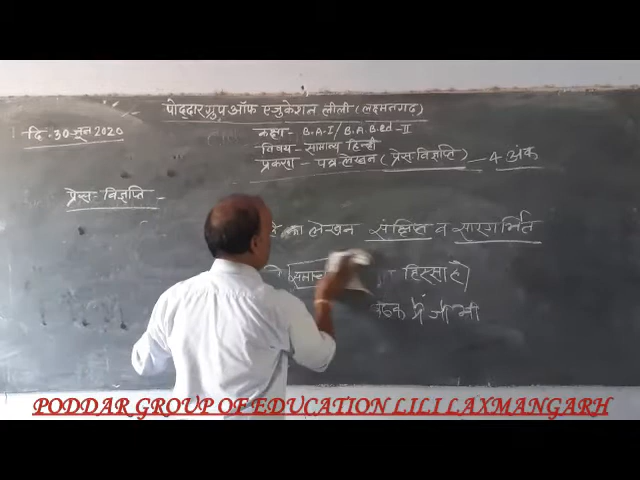 पोद्दार ग्रुप ऑफ एजुकेशन लीली (लक्ष्मणगढ़)
दि. 30 जून 2020
कक्षा- B.A.I / B.A. B.Ed-II
विषय- सामान्य हिन्दी
प्रकरण - पत्र लेखन (प्रेस-विज्ञप्ति) - 4 अंक
प्रेस-विज्ञप्ति -
का लेखन संक्षिप्त व सारगर्भित
हिस्सा है
में जो भी
PODDAR GROUP OF EDUCATION LILI LAXMANGARH